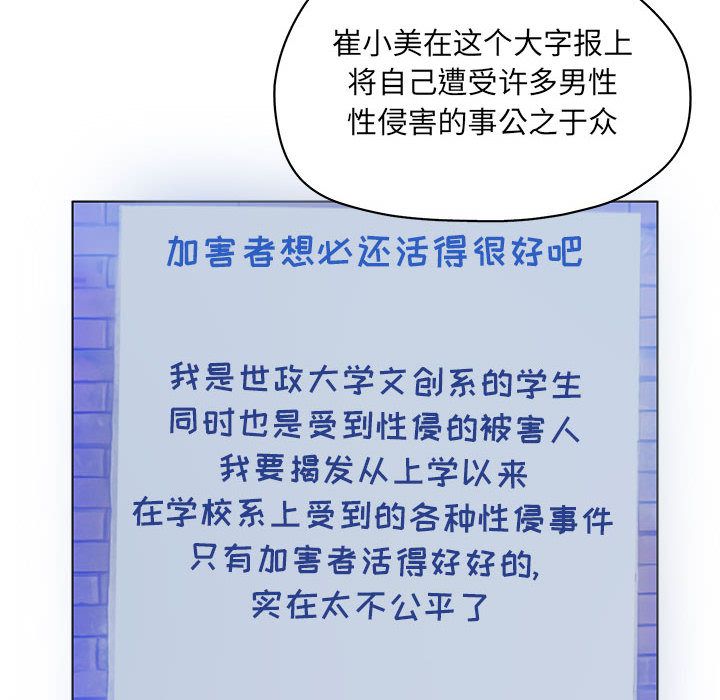 崔小美在这个大字报上
将自己遭受许多男性
性侵害的事公之于众
加害者想必还活得很好吧
我是世政大学文创系的学生
同时也是受到性侵的被害人
我要揭发从上学以来
在学校系上受到的各种性侵事件
只有加害者活得好好的,
实在太不公平了